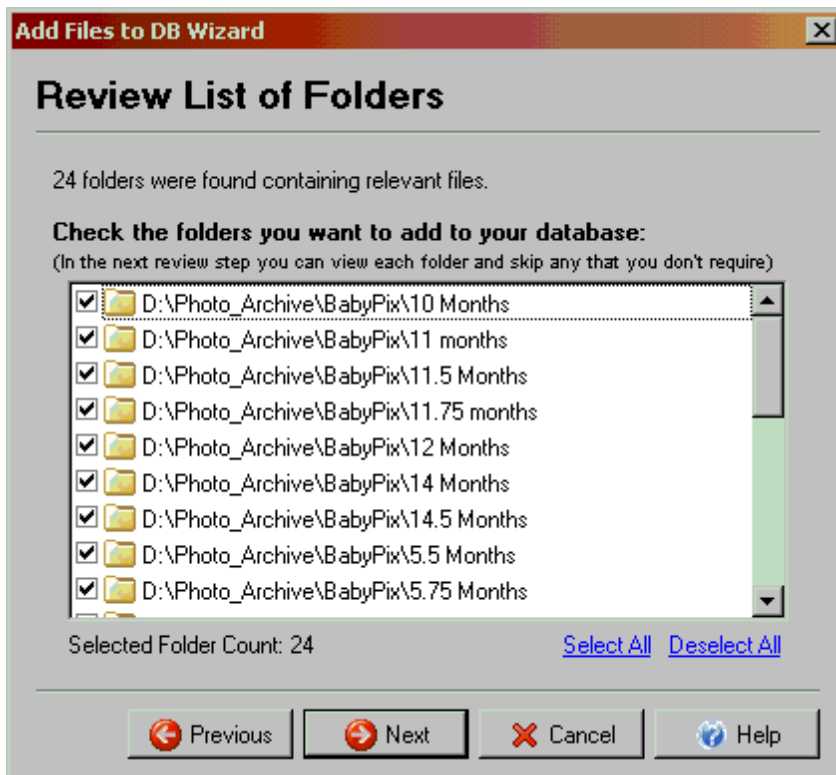 Add Files to DB Wizard
Review List of Folders
24 folders were found containing relevant files.
Check the folders you want to add to your database:
(In the next review step you can view each folder and skip any that you don't require)
D:\Photo_Archive\BabyPix\10 Months
D:\Photo_Archive\BabyPix\11 months
D:\Photo_Archive\BabyPix\11.5 Months
D:\Photo_Archive\BabyPix\11.75 months
D:\Photo_Archive\BabyPix\12 Months
D:\Photo_Archive\BabyPix\14 Months
D:\Photo_Archive\BabyPix\14.5 Months
D:\Photo_Archive\BabyPix\5.5 Months
D:\Photo_Archive\BabyPix\5.75 Months
Selected Folder Count: 24 Select All Deselect All
Previous Next Cancel Help